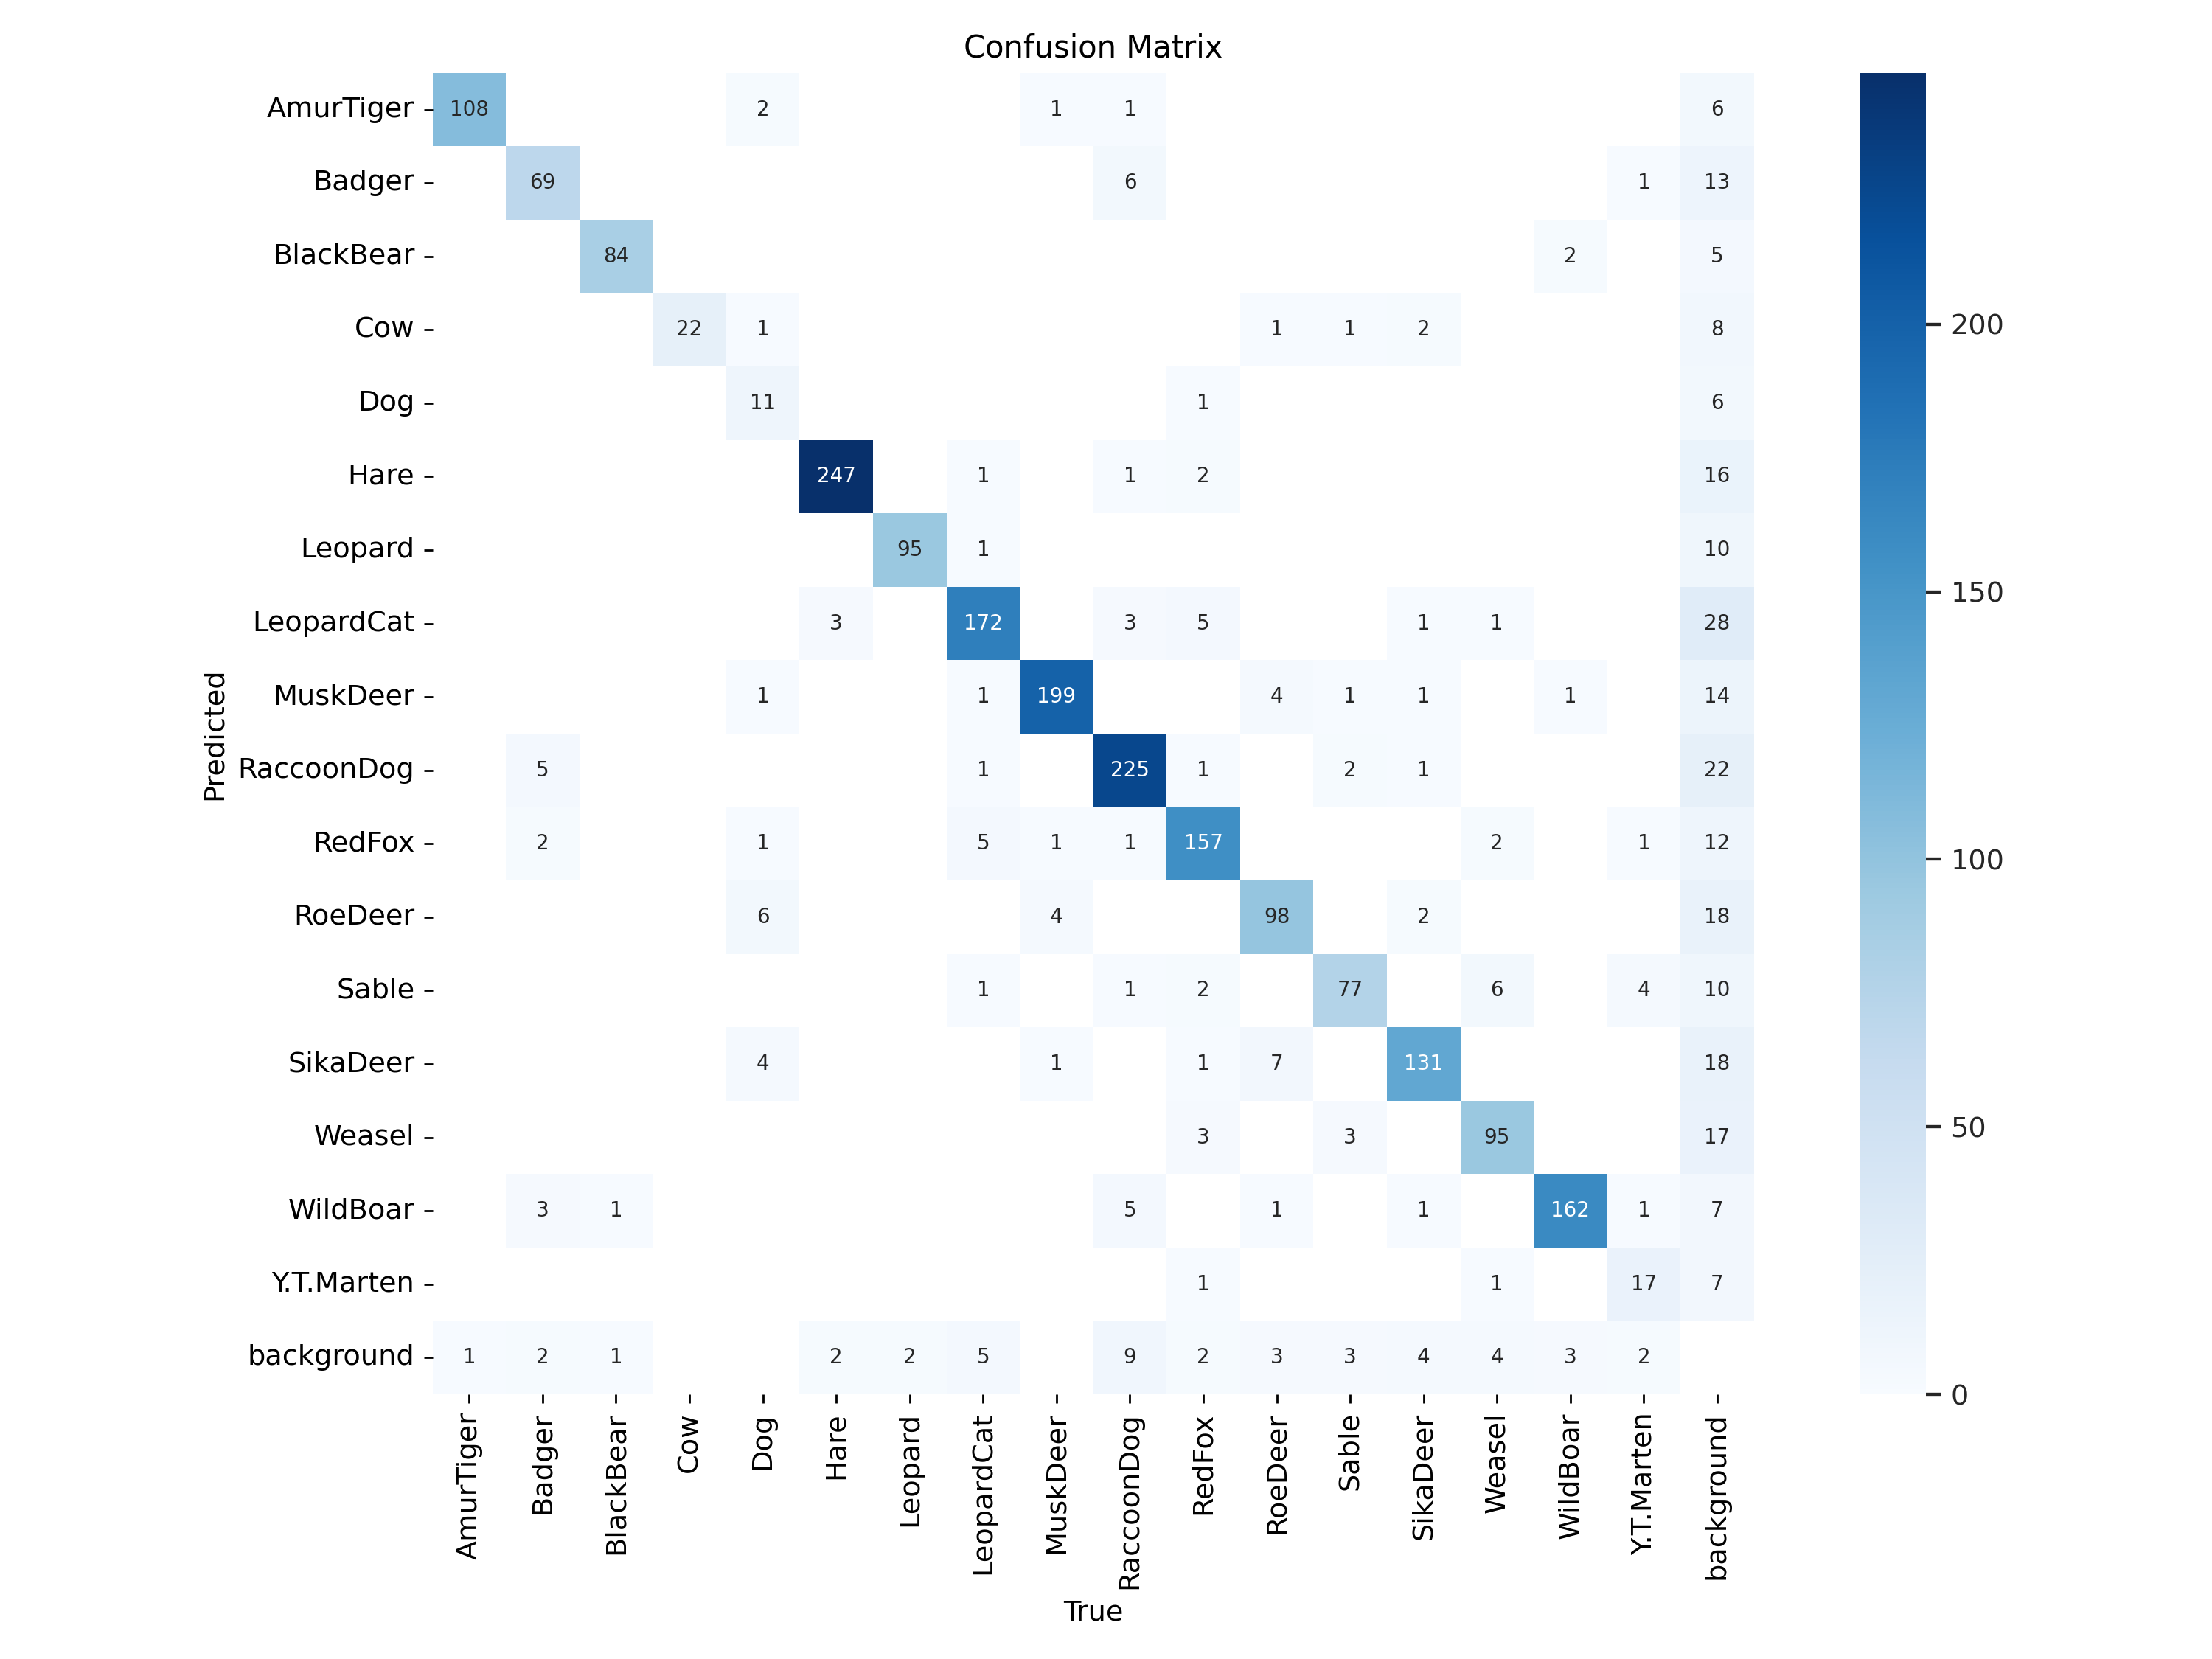 Confusion Matrix
AmurTiger 108 2 1 1 6
Badger 69 6 1 13
BlackBear 84 2 5
Cow 22 1 1 1 2 8
Dog 11 1 6
Hare 247 1 1 2 16
Leopard 95 1 10
LeopardCat 3 172 3 5 1 1 28
MuskDeer 1 1 199 4 1 1 1 14
RaccoonDog 5 1 225 1 2 1 22
RedFox 2 1 5 1 1 157 2 1 12
RoeDeer 6 4 98 2 18
Sable 1 1 2 77 6 4 10
SikaDeer 4 1 1 7 131 18
Weasel 3 3 95 17
WildBoar 3 1 5 1 1 162 1 7
Y.T.Marten 1 1 17 7
background 1 2 1 2 2 5 9 2 3 3 4 4 3 2
Predicted
AmurTiger
Badger
BlackBear
Cow
Dog
Hare
Leopard
LeopardCat
MuskDeer
RaccoonDog
RedFox
RoeDeer
Sable
SikaDeer
Weasel
WildBoar
Y.T.Marten
background
True
200
150
100
50
0